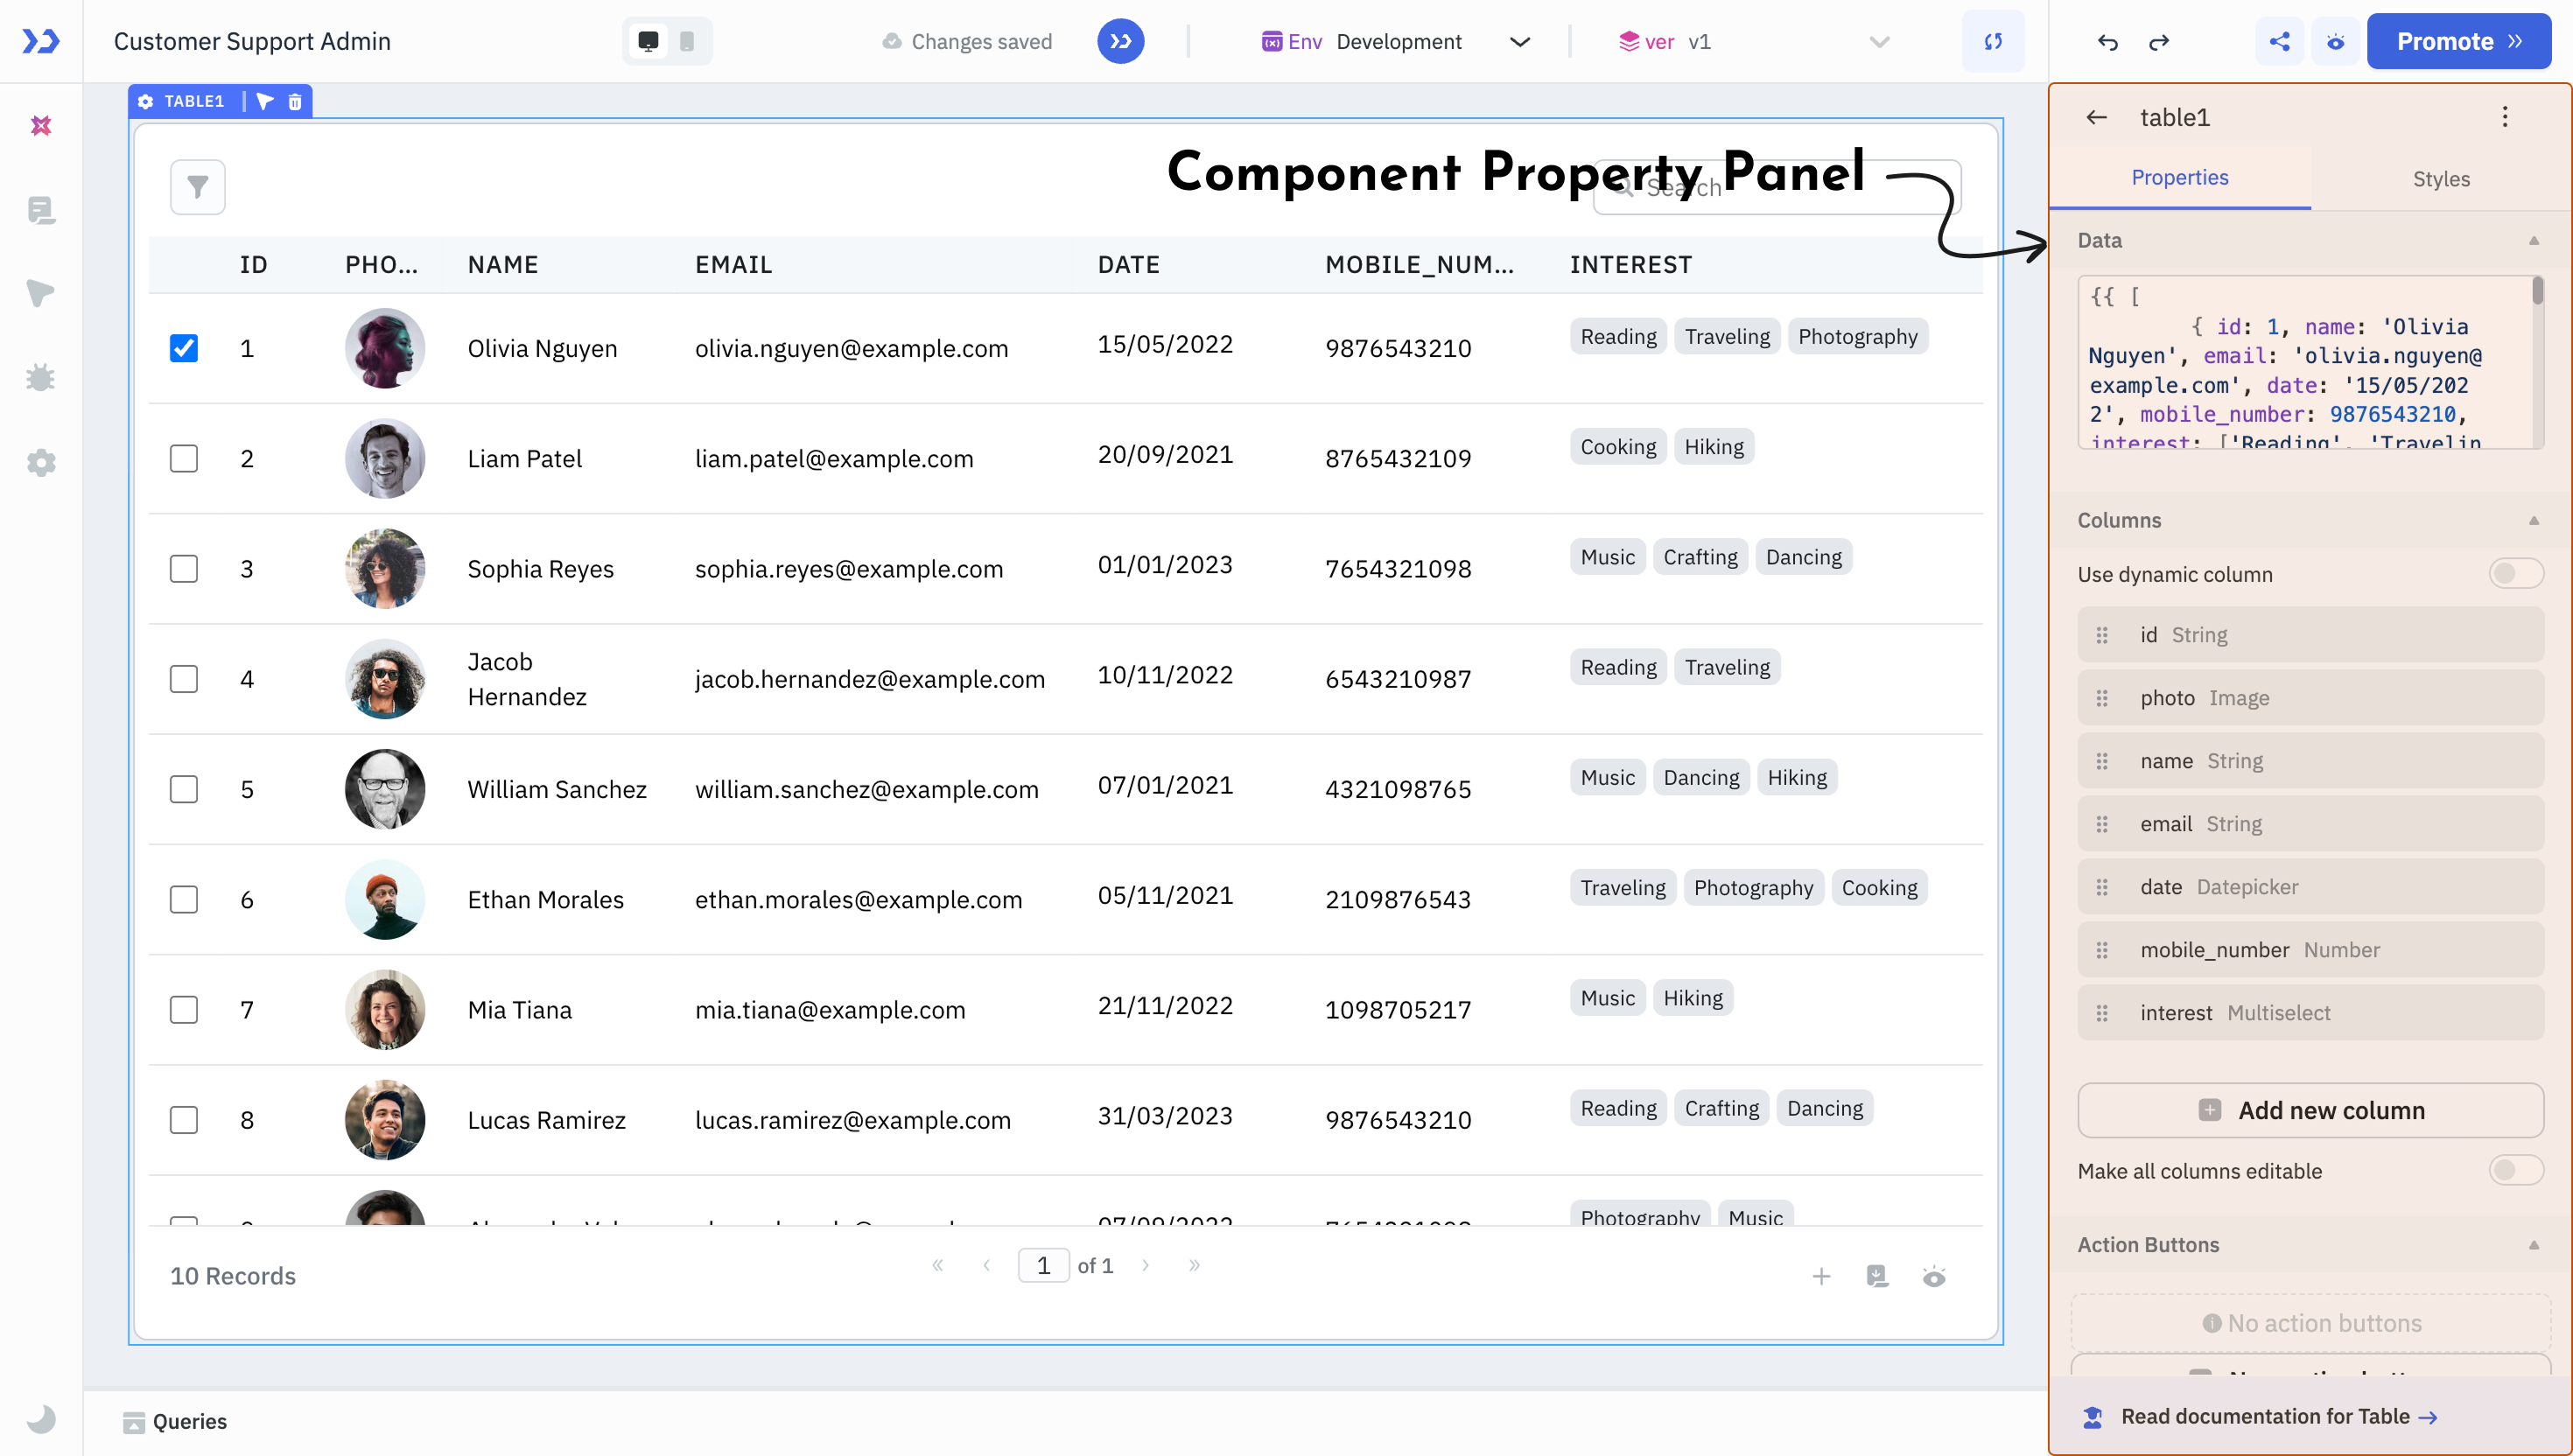 Customer Support Admin
Changes saved
Env Development
ver v1
Promote
TABLE1
Component Property Panel
Search
ID PHO... NAME EMAIL DATE MOBILE_NUM... INTEREST
1 Olivia Nguyen olivia.nguyen@example.com 15/05/2022 9876543210 Reading Traveling Photography
2 Liam Patel liam.patel@example.com 20/09/2021 8765432109 Cooking Hiking
3 Sophia Reyes sophia.reyes@example.com 01/01/2023 7654321098 Music Crafting Dancing
4 Jacob Hernandez jacob.hernandez@example.com 10/11/2022 6543210987 Reading Traveling
5 William Sanchez william.sanchez@example.com 07/01/2021 4321098765 Music Dancing Hiking
6 Ethan Morales ethan.morales@example.com 05/11/2021 2109876543 Traveling Photography Cooking
7 Mia Tiana mia.tiana@example.com 21/11/2022 1098705217 Music Hiking
8 Lucas Ramirez lucas.ramirez@example.com 31/03/2023 9876543210 Reading Crafting Dancing
Photography Music
10 Records
1 of 1
Queries
table1
Properties Styles
Data
{{ [
{ id: 1, name: 'Olivia
Nguyen', email: 'olivia.nguyen@
example.com', date: '15/05/202
2', mobile_number: 9876543210,
interest: ['Reading', 'Travelin
Columns
Use dynamic column
id String
photo Image
name String
email String
date Datepicker
mobile_number Number
interest Multiselect
Add new column
Make all columns editable
Action Buttons
No action buttons
Read documentation for Table